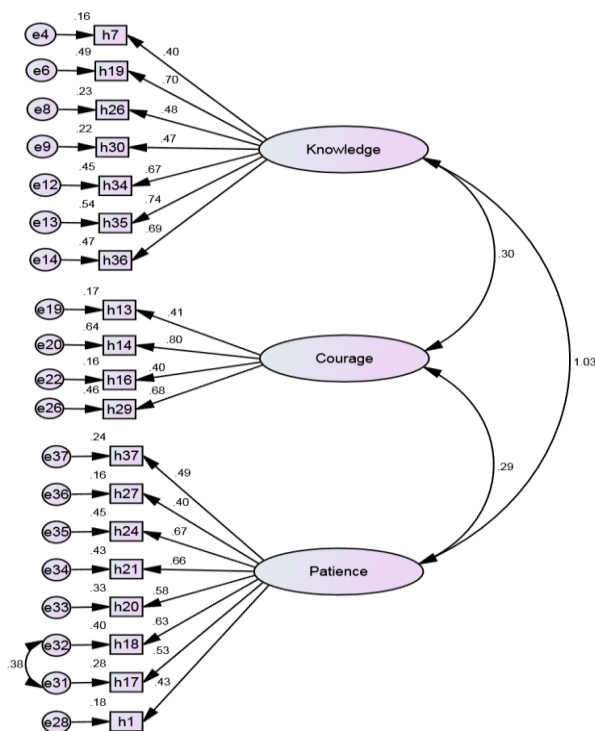 .16
e4 h7
.40
.49
e6 h19
.70
.23
e8 h26
.48
.22
e9 h30
.47
Knowledge
.45
e12 h34
.67
.54
e13 h35
.74
.47
e14 h36
.69
.30
.17
e19 h13
.41
.64
e20 h14
.80
Courage
.16
e22 h16
.40
.46
e26 h29
.68
1.03
.24
e37 h37
.49
.29
.16
e36 h27
.40
.45
e35 h24
.67
.43
e34 h21
.66
Patience
.33
e33 h20
.58
.40
e32 h18
.63
.38
.28
e31 h17
.53
.18
e28 h1
.43